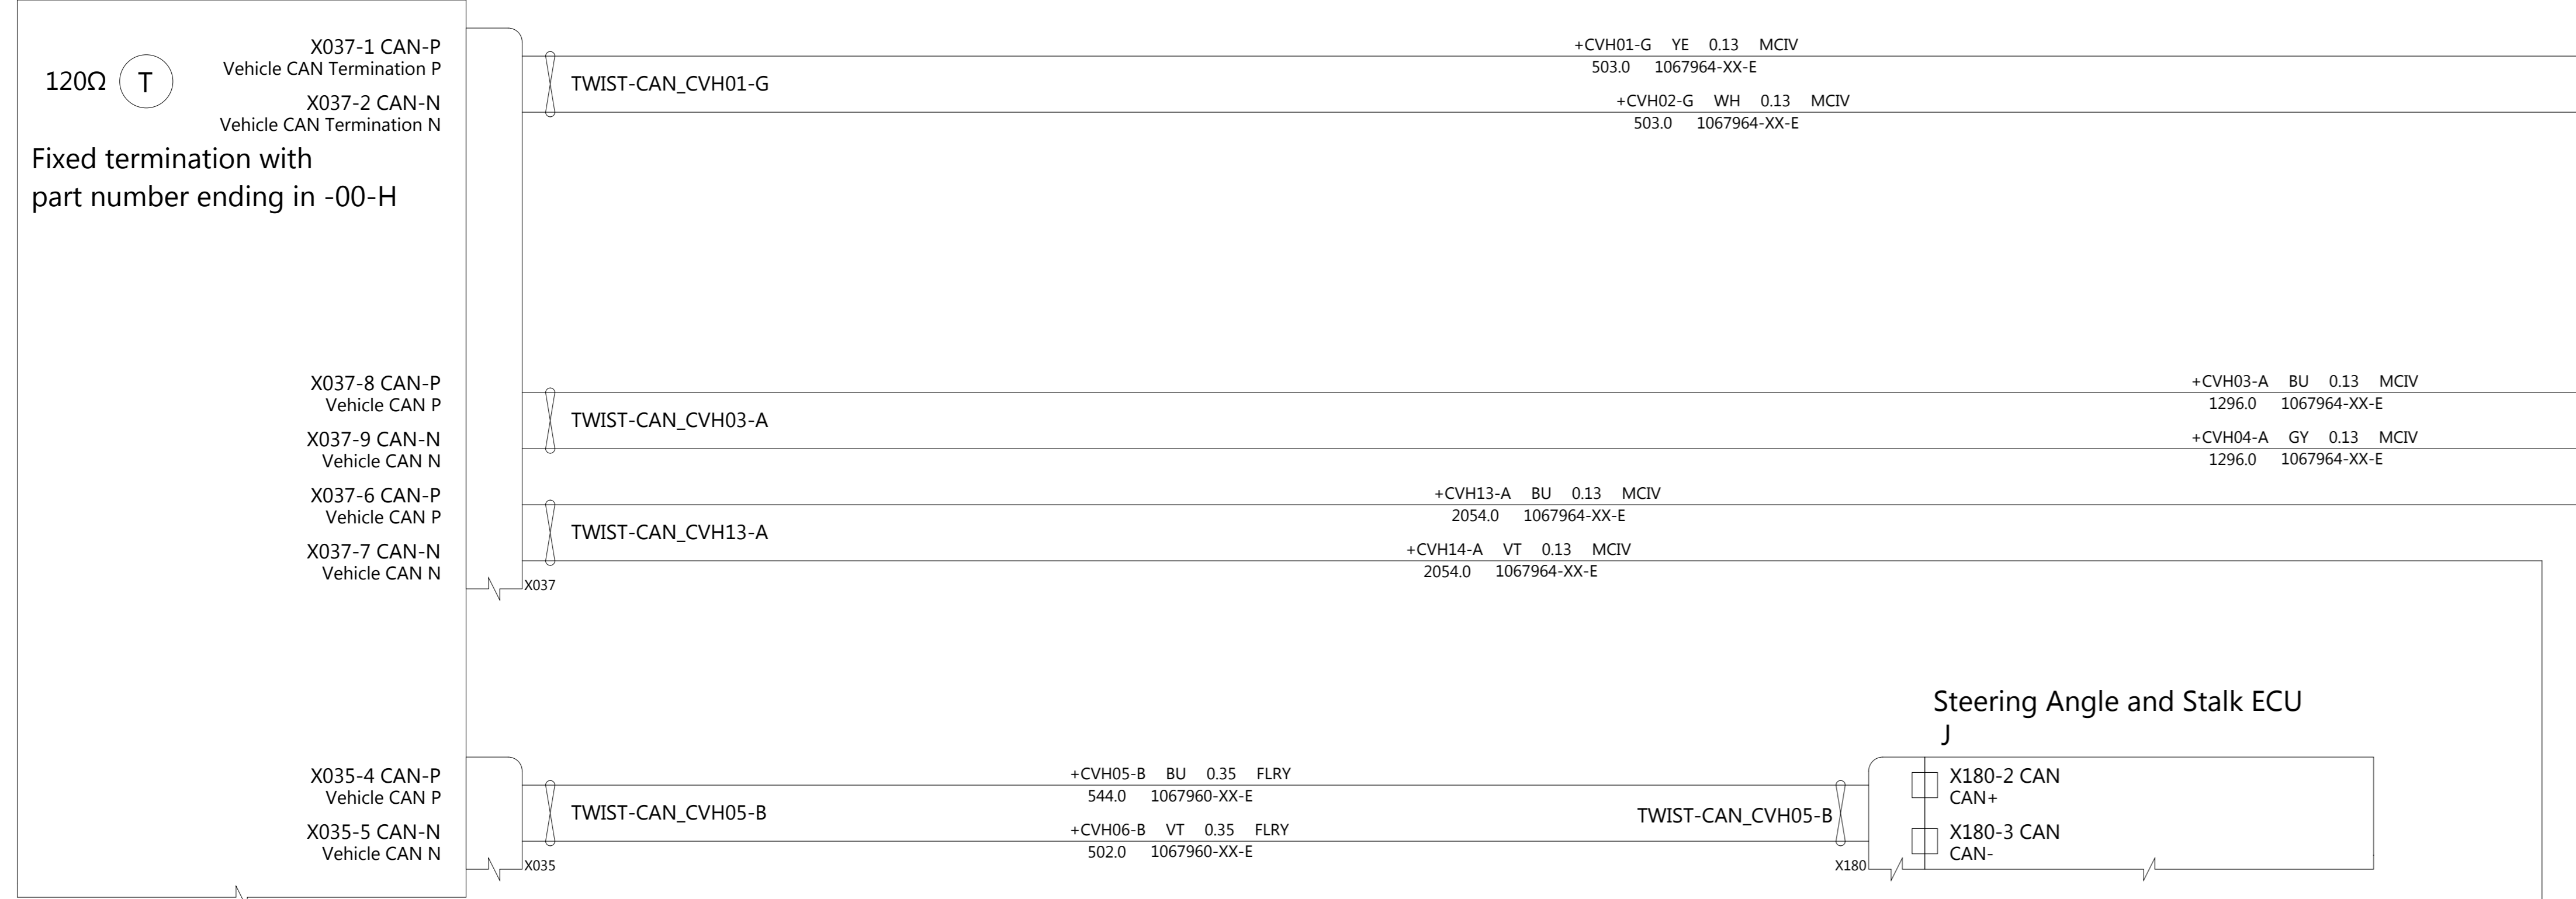 X037-1 CAN-P
Vehicle CAN Termination P
120Ω T
X037-2 CAN-N
Vehicle CAN Termination N
Fixed termination with
part number ending in -00-H
TWIST-CAN_CVH01-G
+CVH01-G YE 0.13 MCIV
503.0 1067964-XX-E
+CVH02-G WH 0.13 MCIV
503.0 1067964-XX-E
X037-8 CAN-P
Vehicle CAN P
X037-9 CAN-N
Vehicle CAN N
TWIST-CAN_CVH03-A
+CVH03-A BU 0.13 MCIV
1296.0 1067964-XX-E
+CVH04-A GY 0.13 MCIV
1296.0 1067964-XX-E
X037-6 CAN-P
Vehicle CAN P
X037-7 CAN-N
Vehicle CAN N
X037
TWIST-CAN_CVH13-A
+CVH13-A BU 0.13 MCIV
2054.0 1067964-XX-E
+CVH14-A VT 0.13 MCIV
2054.0 1067964-XX-E
X035-4 CAN-P
Vehicle CAN P
X035-5 CAN-N
Vehicle CAN N
X035
TWIST-CAN_CVH05-B
+CVH05-B BU 0.35 FLRY
544.0 1067960-XX-E
+CVH06-B VT 0.35 FLRY
502.0 1067960-XX-E
TWIST-CAN_CVH05-B
X180
Steering Angle and Stalk ECU
J
X180-2 CAN
CAN+
X180-3 CAN
CAN-